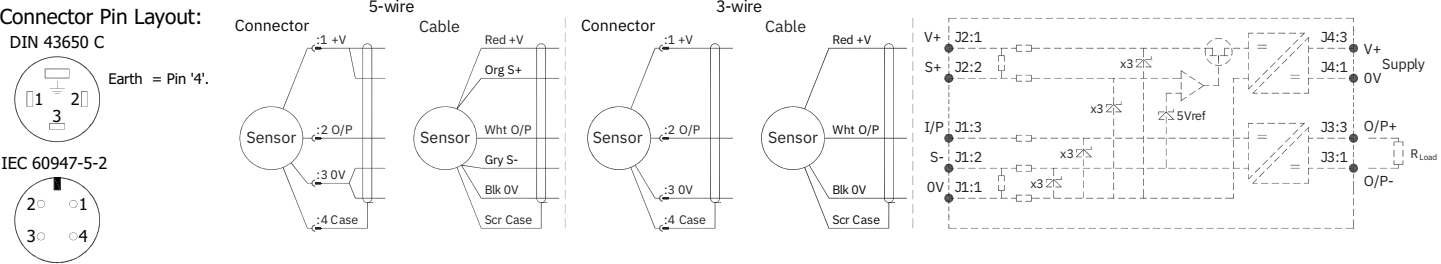 Connector Pin Layout:
DIN 43650 C
1 2
3
Earth = Pin '4'.
IEC 60947-5-2
2 1
3 4
5-wire
Connector
Cable
Sensor
:1 +V
:2 O/P
:3 0V
:4 Case
Sensor
Red +V
Org S+
Wht O/P
Gry S-
Blk 0V
Scr Case
3-wire
Connector
Cable
Sensor
:1 +V
:2 O/P
:3 0V
:4 Case
Sensor
Red +V
Wht O/P
Blk 0V
Scr Case
V+ J2:1
S+ J2:2
I/P J1:3
S- J1:2
0V J1:1
x3
x3
x3
x3
5Vref
=
=
=
=
J4:3 V+
Supply
J4:1 0V
J3:3 O/P+
RLoad
J3:1 O/P-